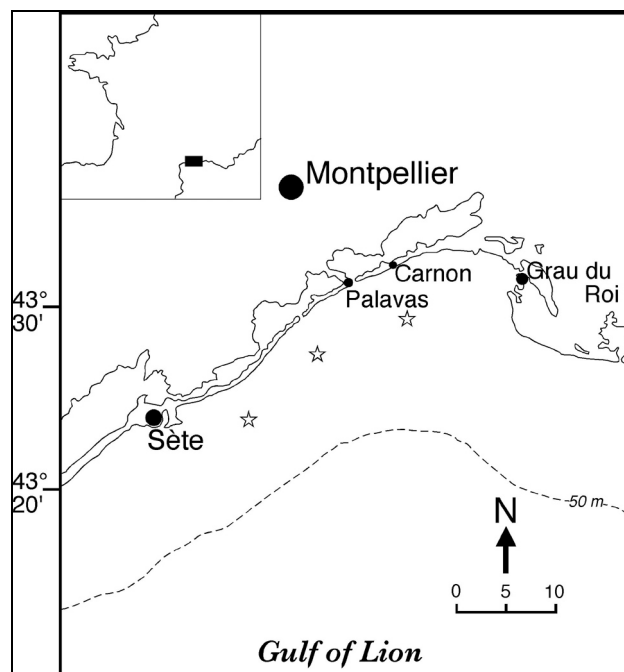 Montpellier
Carnon
Grau du
Roi
Palavas
43°
30'
Sète
43°
20'
50 m
N
0 5 10
Gulf of Lion